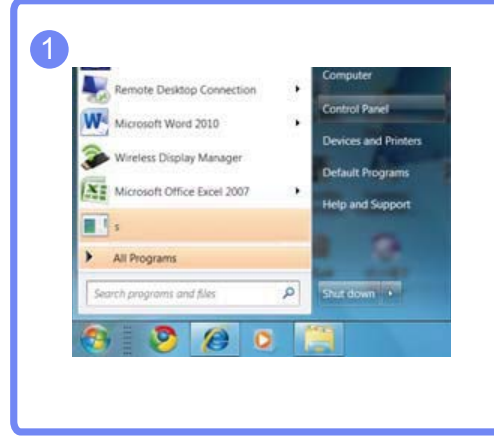 1
Remote Desktop Connection
Microsoft Word 2010
Wireless Display Manager
Microsoft Office Excel 2007
s
All Programs
Search programs and files
Computer
Control Panel
Devices and Printers
Default Programs
Help and Support
Shut down